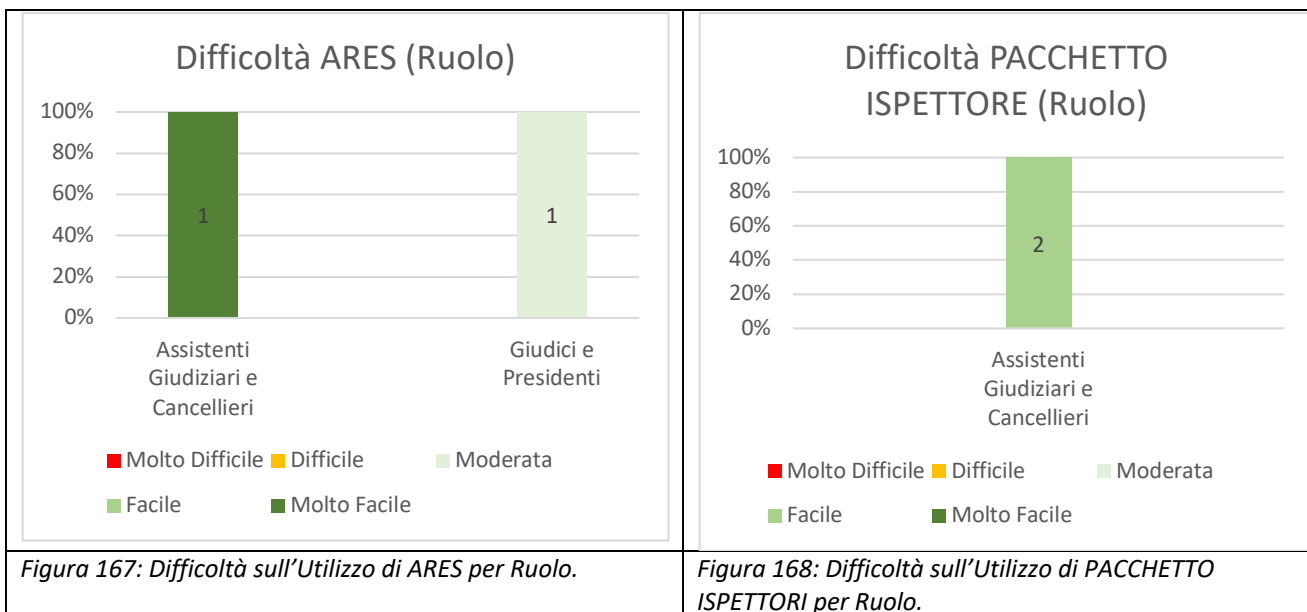 Difficoltà ARES (Ruolo)
100%
80%
60%
40%
20%
0%
1
1
Assistenti
Giudiziari e
Cancellieri
Giudici e
Presidenti
Molto Difficile
Difficile
Moderata
Facile
Molto Facile
Figura 167: Difficoltà sull’Utilizzo di ARES per Ruolo.
Difficoltà PACCHETTO
ISPETTORE (Ruolo)
100%
80%
60%
40%
20%
0%
2
Assistenti
Giudiziari e
Cancellieri
Molto Difficile
Difficile
Moderata
Facile
Molto Facile
Figura 168: Difficoltà sull’Utilizzo di PACCHETTO
ISPETTORI per Ruolo.